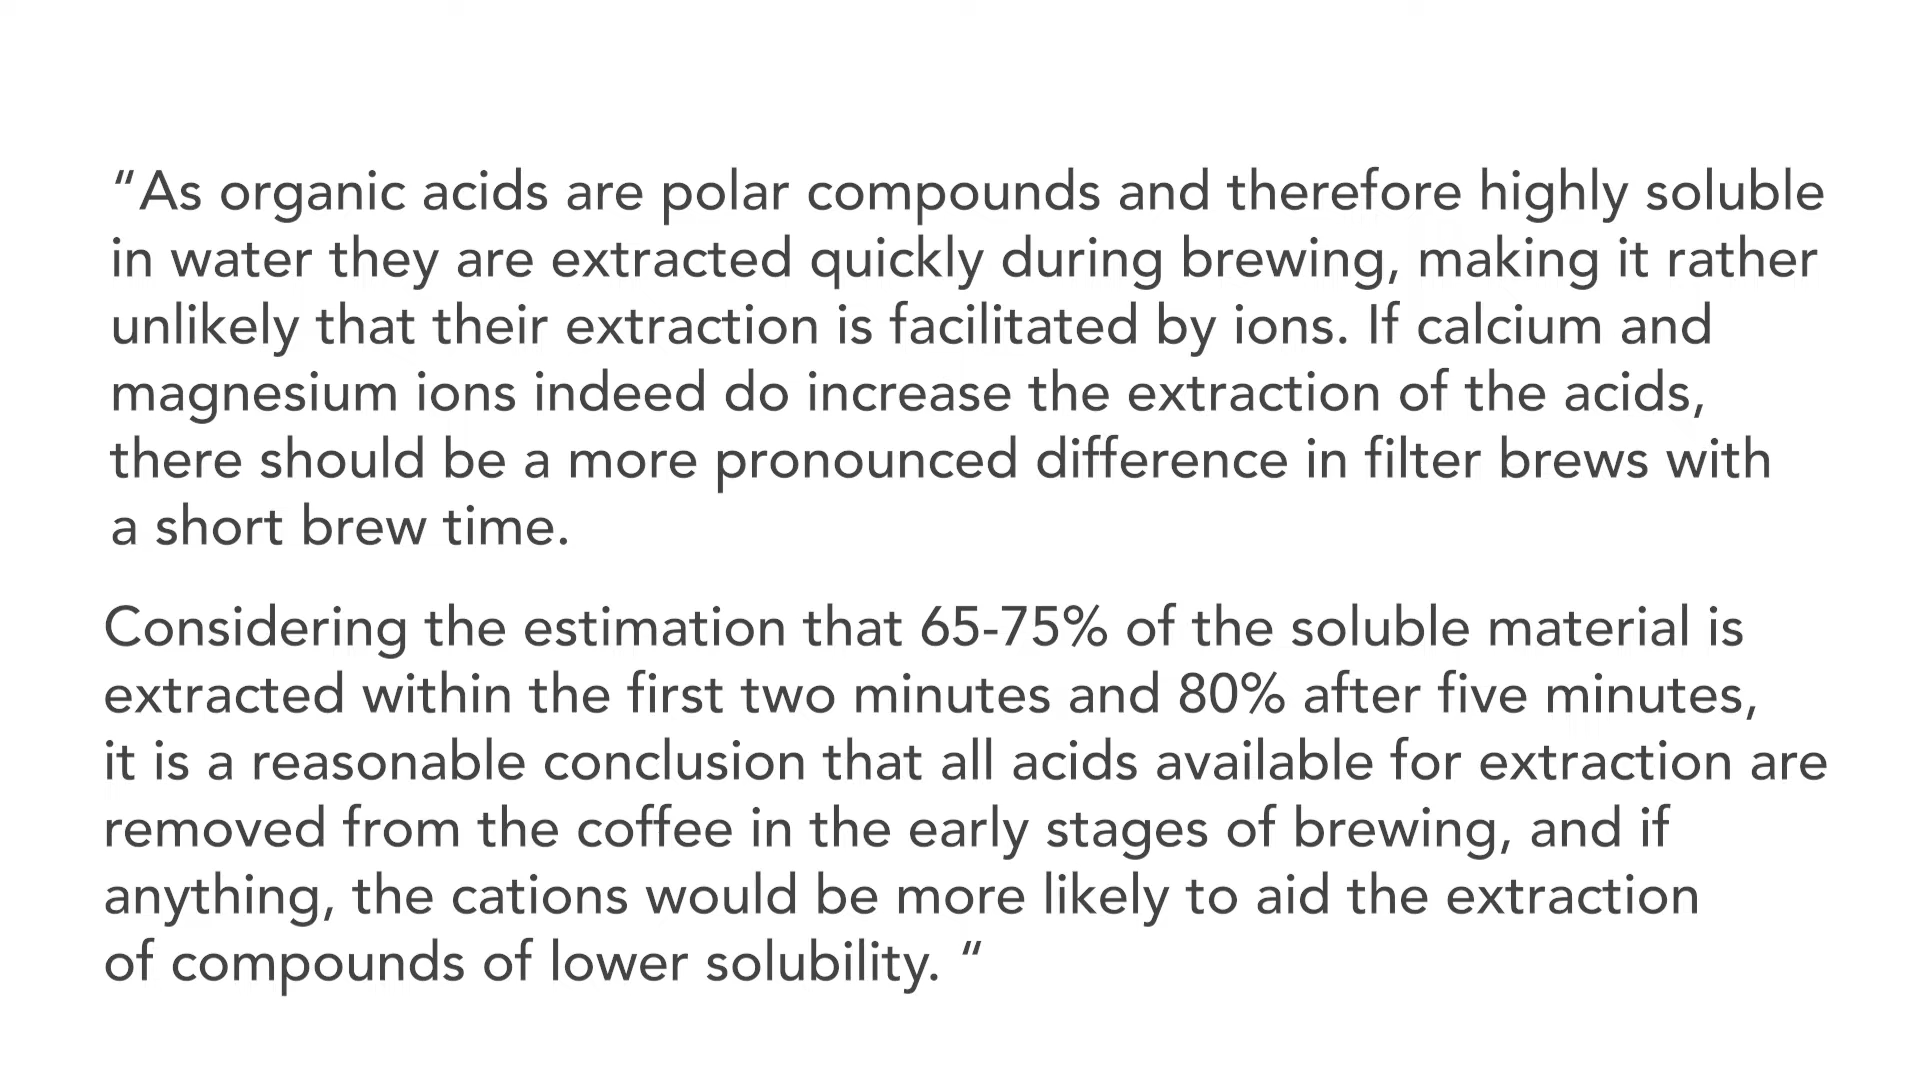 “As organic acids are polar compounds and therefore highly soluble
in water they are extracted quickly during brewing, making it rather
unlikely that their extraction is facilitated by ions. If calcium and
magnesium ions indeed do increase the extraction of the acids,
there should be a more pronounced difference in filter brews with
a short brew time.
Considering the estimation that 65-75% of the soluble material is
extracted within the first two minutes and 80% after five minutes,
it is a reasonable conclusion that all acids available for extraction are
removed from the coffee in the early stages of brewing, and if
anything, the cations would be more likely to aid the extraction
of compounds of lower solubility. “